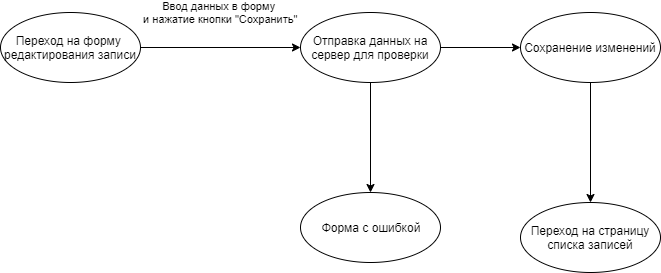 Ввод данных в форму
и нажатие кнопки "Сохранить"
Переход на форму
редактирования записи
Отправка данных на
сервер для проверки
Сохранение изменений
Форма с ошибкой
Переход на страницу
списка записей